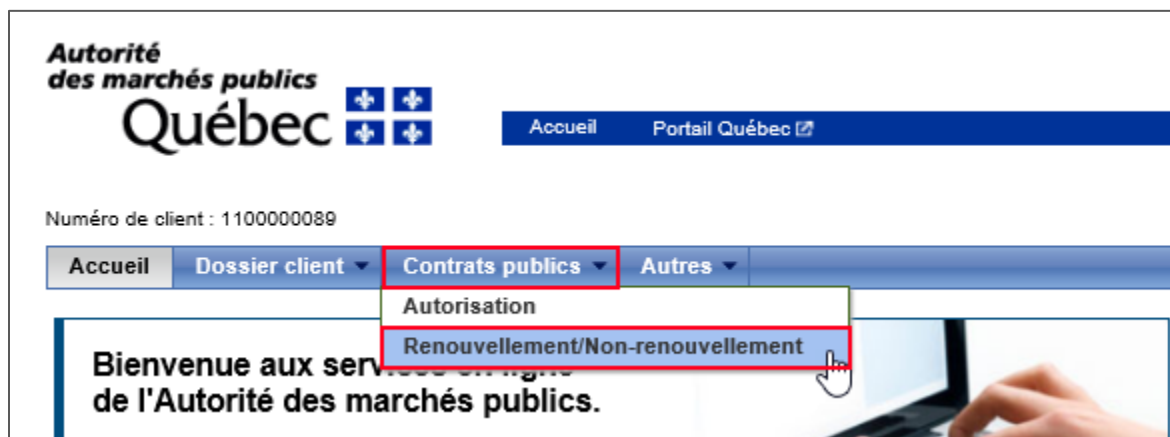 Autorité
des marchés publics
Québec
Accueil Portail Québec
Numéro de client : 1100000089
Accueil Dossier client Contrats publics Autres
Autorisation
Renouvellement/Non-renouvellement
Bienvenue aux services en ligne
de l'Autorité des marchés publics.